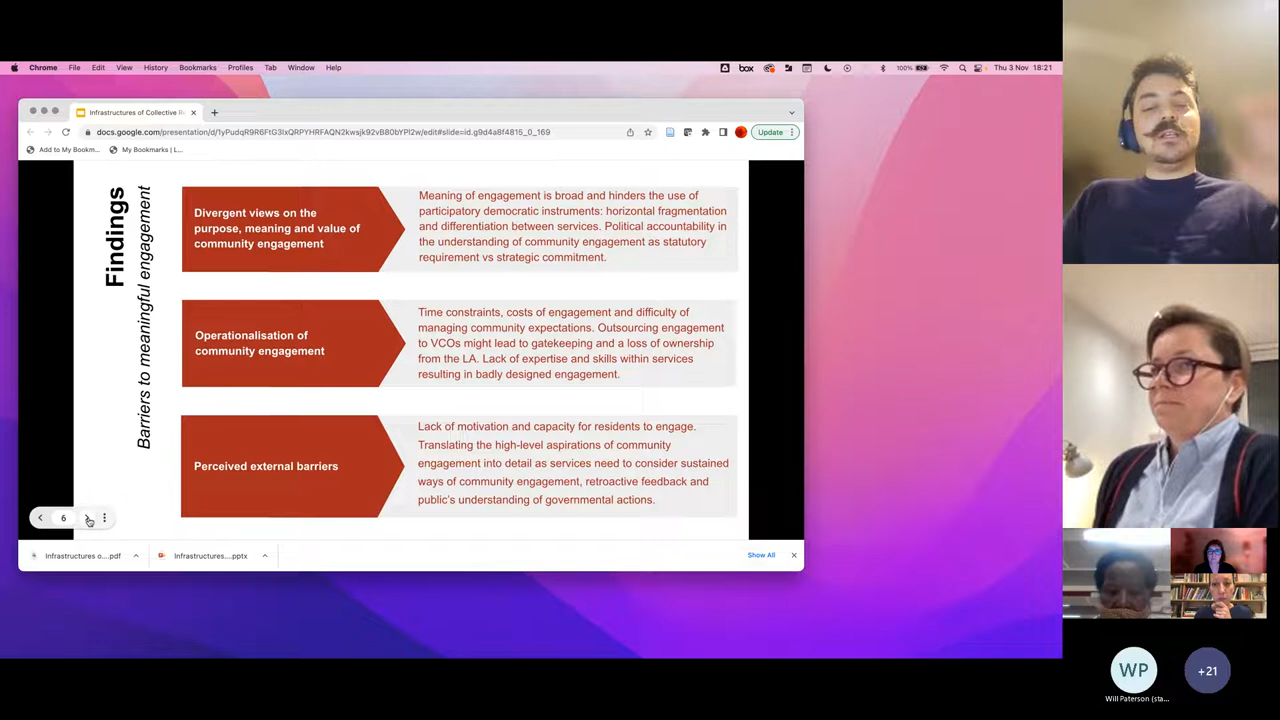 Chrome File Edit View History Bookmarks Profiles Tab Window Help
box
100%
Thu 3 Nov 18:21
Infrastructures of Collective Re
docs.google.com/presentation/d/1yPudqR9R6FtG3IxQRPYHRFAQN2kwsjk92vB80bYPl2w/edit#slide=id.g9d4a8f4815_0_169
Update
Add to My Bookm...
My Bookmarks | L...
Findings
Barriers to meaningful engagement
Divergent views on the
purpose, meaning and value of
community engagement
Meaning of engagement is broad and hinders the use of
participatory democratic instruments: horizontal fragmentation
and differentiation between services. Political accountability in
the understanding of community engagement as statutory
requirement vs strategic commitment.
Operationalisation of
community engagement
Time constraints, costs of engagement and difficulty of
managing community expectations. Outsourcing engagement
to VCOs might lead to gatekeeping and a loss of ownership
from the LA. Lack of expertise and skills within services
resulting in badly designed engagement.
Perceived external barriers
Lack of motivation and capacity for residents to engage.
Translating the high-level aspirations of community
engagement into detail as services need to consider sustained
ways of community engagement, retroactive feedback and
public's understanding of governmental actions.
6
Infrastructures o....pdf
Infrastructures....pptx
Show All
WP
+21
Will Paterson (sta...